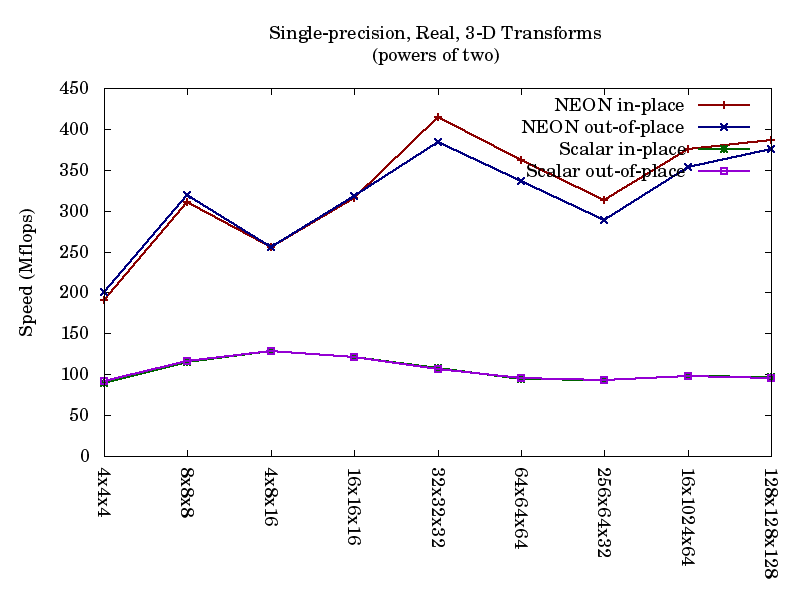 Single-precision, Real, 3-D Transforms
(powers of two)
450
400
350
300
250
200
150
100
50
0
Speed (Mflops)
NEON in-place
NEON out-of-place
Scalar in-place
Scalar out-of-place
4x4x4
8x8x8
4x8x16
16x16x16
32x32x32
64x64x64
256x64x32
16x1024x64
128x128x128